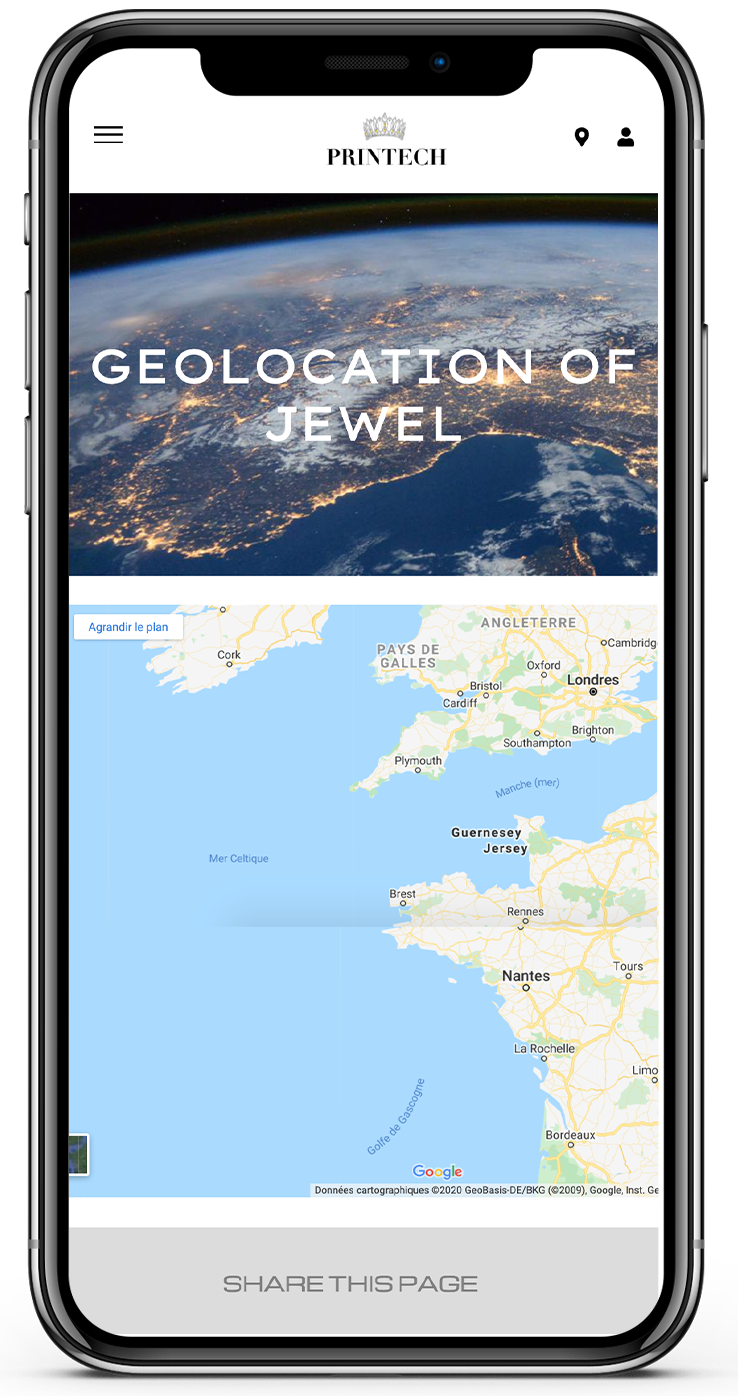 PRINTECH
GEOLOCATION OF
JEWEL
Agrandir le plan
ANGLETERRE
Cambridg
Cork
PAYS DE
GALLES
Oxford
Londres
Bristol
Cardiff
Brighton
Southampton
Plymouth
Manche (mer)
Guernesey
Jersey
Mer Celtique
Brest
Rennes
Tours
Nantes
La Rochelle
Limo
Golfe de Gascogne
Bordeaux
Google
Données cartographiques ©2020 GeoBasis-DE/BKG (©2009), Google, Inst. Ge
SHARE THIS PAGE